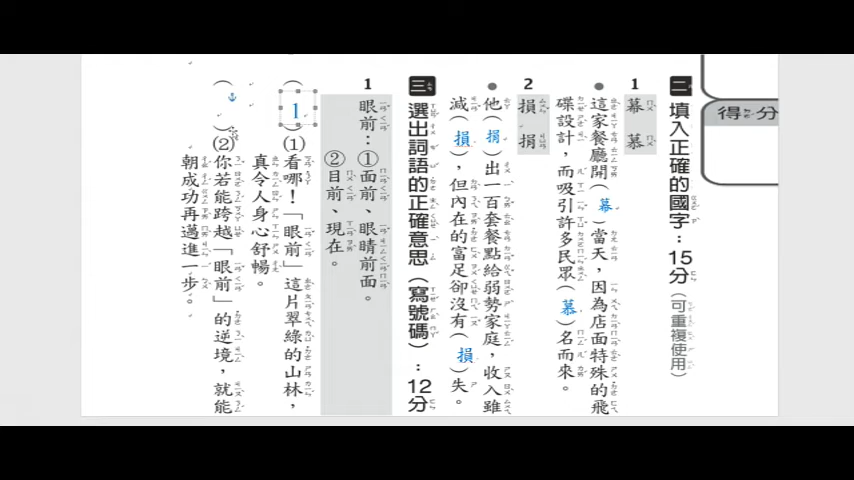 得分
二 填入正確的國字：15分（可重複使用）
1 幕 慕
●這家餐廳開（幕）當天，因為店面特殊的飛
碟設計，而吸引許多民眾（慕）名而來。
2 損 捐
●他（捐）出一百套餐點給弱勢家庭，收入雖
減（損），但內在的富足卻沒有（損）失。
三 選出詞語的正確意思（寫號碼）：12分
1 眼前：①面前、眼睛前面。
②目前、現在。
（1）⑴看哪！「眼前」這片翠綠的山林，
真令人身心舒暢。
（ ）⑵你若能跨越「眼前」的逆境，就能
朝成功再邁進一步。